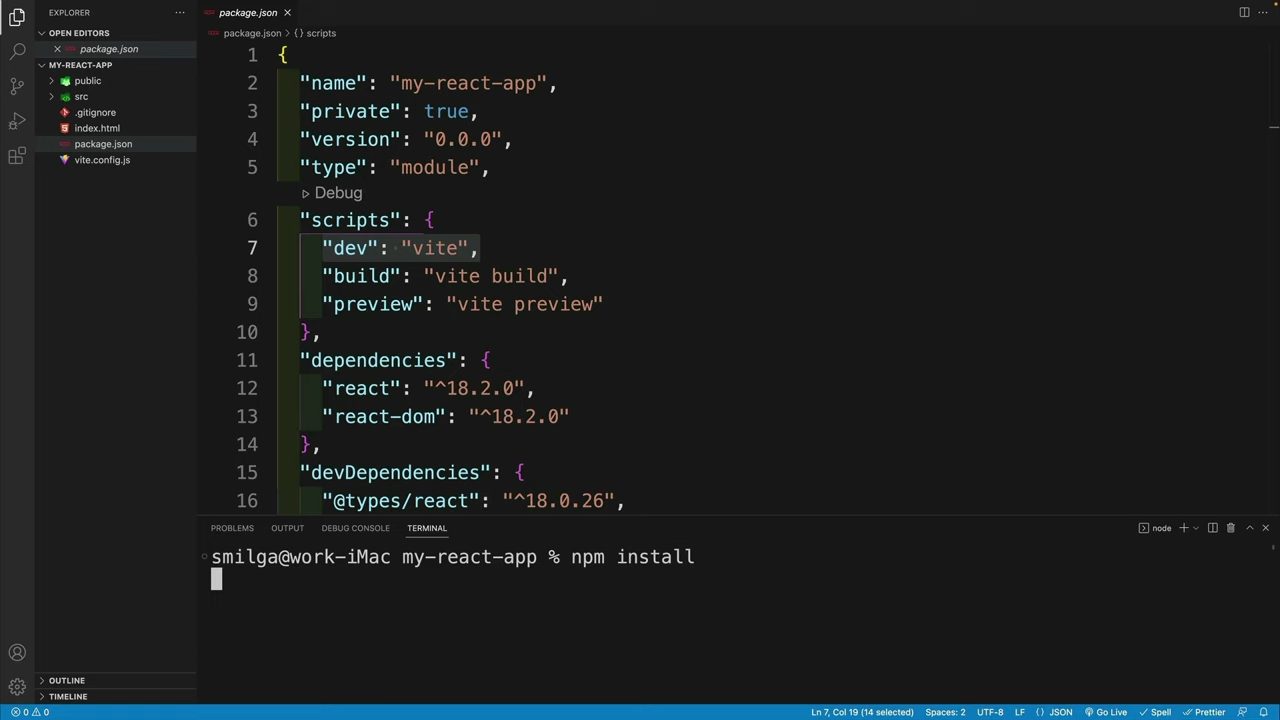 EXPLORER
package.json
OPEN EDITORS
package.json
package.json > {} scripts
MY-REACT-APP
public
src
.gitignore
index.html
package.json
vite.config.js
1 {
2 "name": "my-react-app",
3 "private": true,
4 "version": "0.0.0",
5 "type": "module",
Debug
6 "scripts": {
7 "dev": "vite",
8 "build": "vite build",
9 "preview": "vite preview"
10 },
11 "dependencies": {
12 "react": "^18.2.0",
13 "react-dom": "^18.2.0"
14 },
15 "devDependencies": {
16 "@types/react": "^18.0.26",
PROBLEMS OUTPUT DEBUG CONSOLE TERMINAL
node
smilga@work-iMac my-react-app % npm install
OUTLINE
TIMELINE
0 0
Ln 7, Col 19 (14 selected) Spaces: 2 UTF-8 LF {} JSON Go Live Spell Prettier